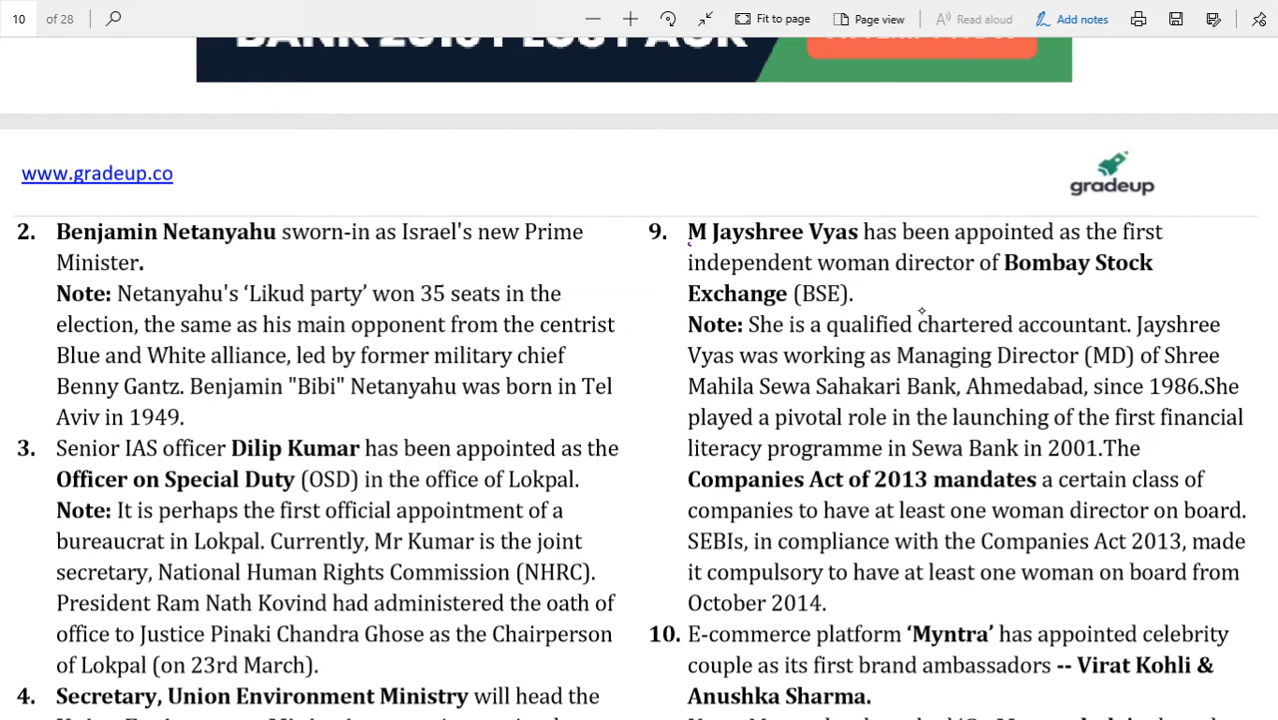 10 of 28
Fit to page
Page view
Read aloud
Add notes
www.gradeup.co
gradeup
2. Benjamin Netanyahu sworn-in as Israel's new Prime
Minister.
Note: Netanyahu's ‘Likud party’ won 35 seats in the
election, the same as his main opponent from the centrist
Blue and White alliance, led by former military chief
Benny Gantz. Benjamin "Bibi" Netanyahu was born in Tel
Aviv in 1949.
3. Senior IAS officer Dilip Kumar has been appointed as the
Officer on Special Duty (OSD) in the office of Lokpal.
Note: It is perhaps the first official appointment of a
bureaucrat in Lokpal. Currently, Mr Kumar is the joint
secretary, National Human Rights Commission (NHRC).
President Ram Nath Kovind had administered the oath of
office to Justice Pinaki Chandra Ghose as the Chairperson
of Lokpal (on 23rd March).
4. Secretary, Union Environment Ministry will head the
9. M Jayshree Vyas has been appointed as the first
independent woman director of Bombay Stock
Exchange (BSE).
Note: She is a qualified chartered accountant. Jayshree
Vyas was working as Managing Director (MD) of Shree
Mahila Sewa Sahakari Bank, Ahmedabad, since 1986.She
played a pivotal role in the launching of the first financial
literacy programme in Sewa Bank in 2001.The
Companies Act of 2013 mandates a certain class of
companies to have at least one woman director on board.
SEBIs, in compliance with the Companies Act 2013, made
it compulsory to have at least one woman on board from
October 2014.
10. E-commerce platform ‘Myntra’ has appointed celebrity
couple as its first brand ambassadors -- Virat Kohli &
Anushka Sharma.